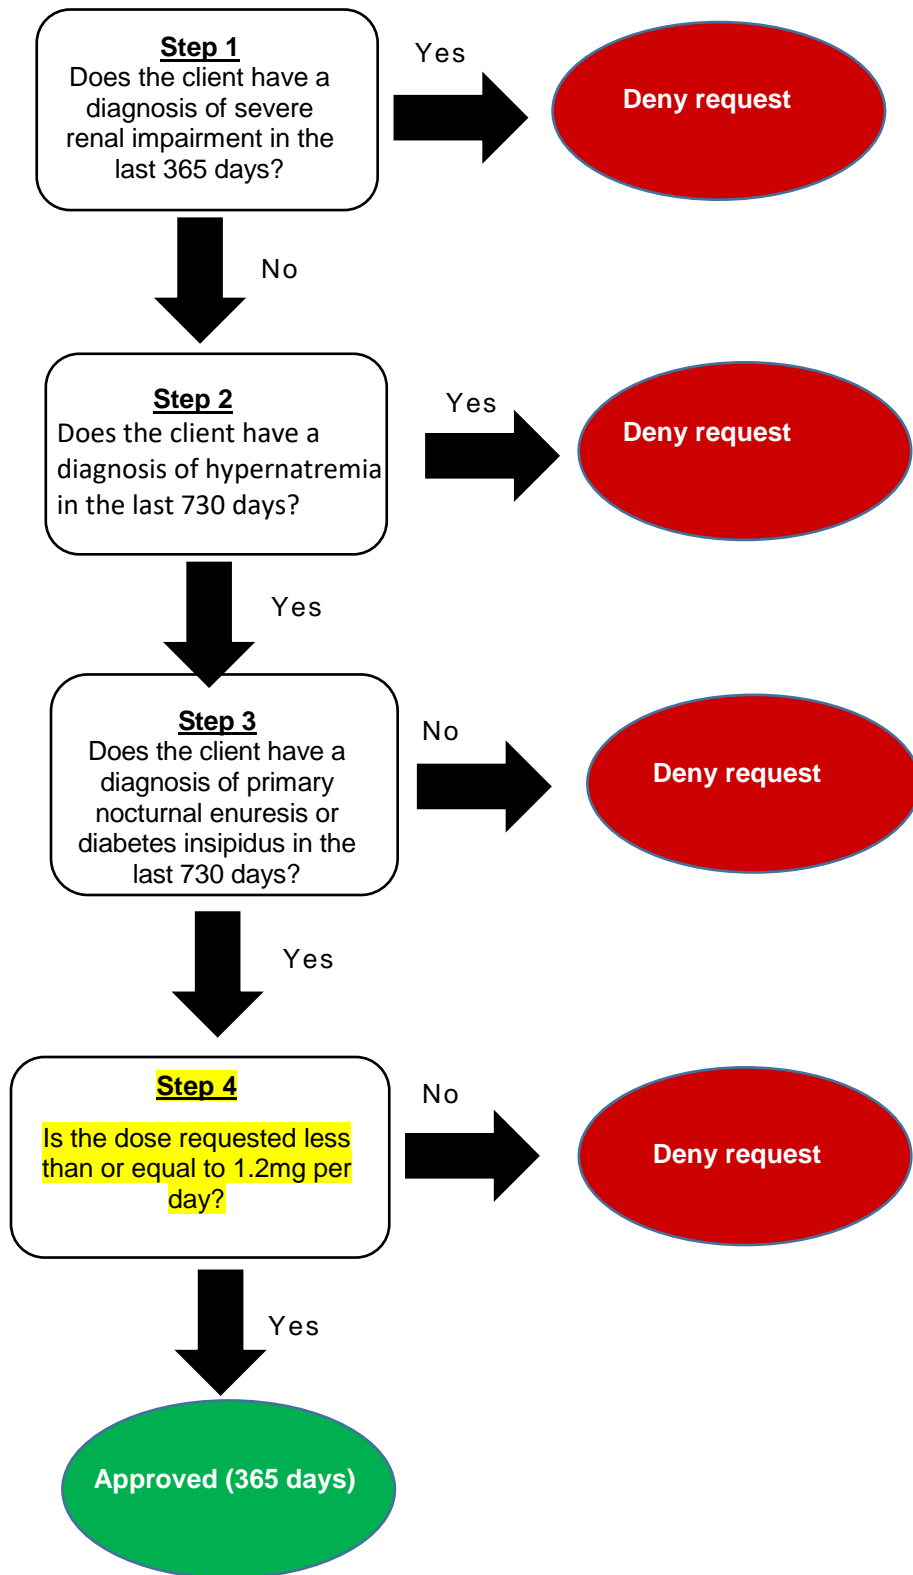 Step 1
Does the client have a
diagnosis of severe
renal impairment in the
last 365 days?
Yes
Deny request
No
Step 2
Does the client have a
diagnosis of hypernatremia
in the last 730 days?
Yes
Deny request
Yes
Step 3
Does the client have a
diagnosis of primary
nocturnal enuresis or
diabetes insipidus in the
last 730 days?
No
Deny request
Yes
Step 4
Is the dose requested less
than or equal to 1.2mg per
day?
No
Deny request
Yes
Approved (365 days)